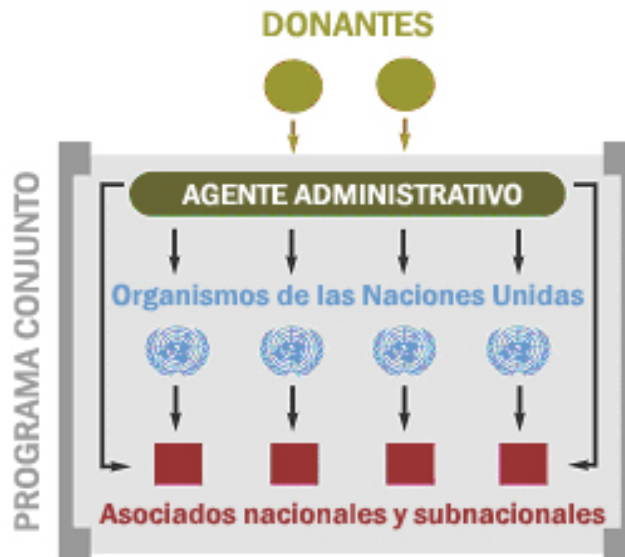 DONANTES
PROGRAMA CONJUNTO
AGENTE ADMINISTRATIVO
Organismos de las Naciones Unidas
Asociados nacionales y subnacionales